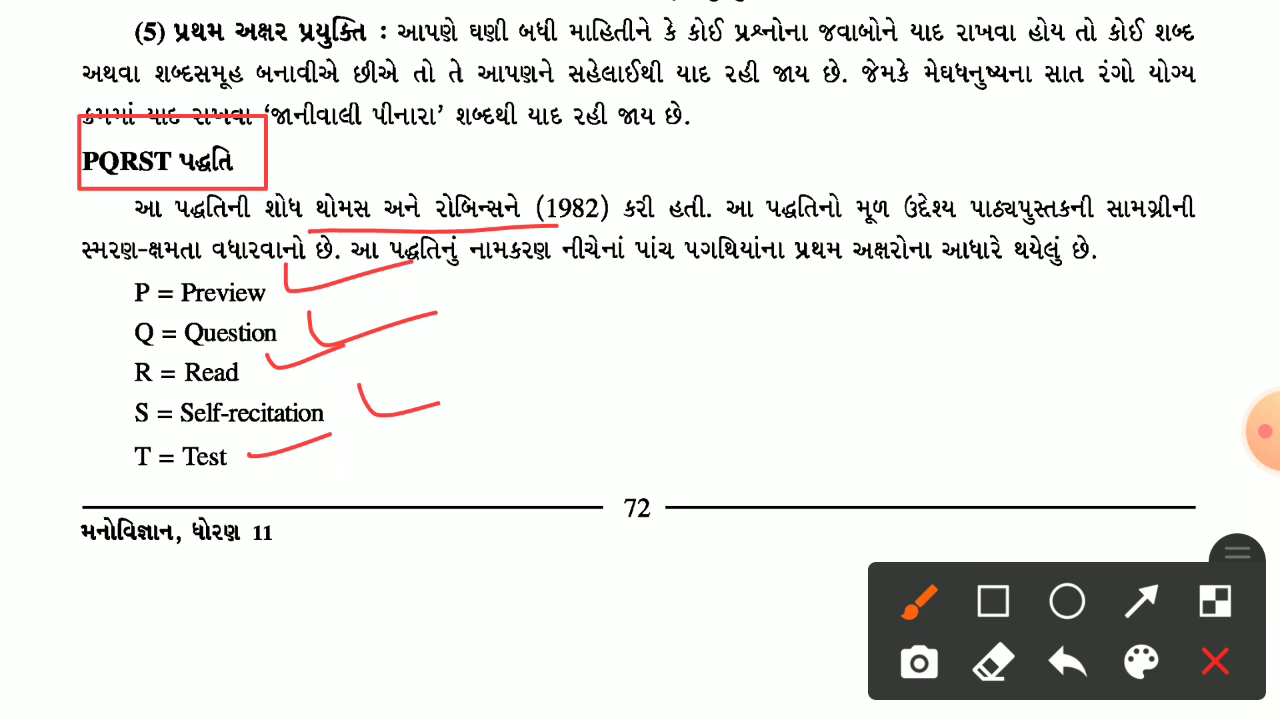 (5) પ્રથમ અક્ષર પ્રયુક્તિ : આપણે ઘણી બધી માહિતીને કે કોઈ પ્રશ્નોના જવાબોને યાદ રાખવા હોય તો કોઈ શબ્દ
અથવા શબ્દસમૂહ બનાવીએ છીએ તો તે આપણને સહેલાઈથી યાદ રહી જાય છે. જેમકે મેઘધનુષ્યના સાત રંગો યોગ્ય
ક્રમમાં યાદ રાખવા ‘જાનીવાલી પીનારા’ શબ્દથી યાદ રહી જાય છે.
PQRST પદ્ધતિ
આ પદ્ધતિની શોધ થોમસ અને રોબિન્સને (1982) કરી હતી. આ પદ્ધતિનો મૂળ ઉદ્દેશ્ય પાઠ્યપુસ્તકની સામગ્રીની
સ્મરણ-ક્ષમતા વધારવાનો છે. આ પદ્ધતિનું નામકરણ નીચેનાં પાંચ પગથિયાંના પ્રથમ અક્ષરોના આધારે થયેલું છે.
P = Preview
Q = Question
R = Read
S = Self-recitation
T = Test
72
મનોવિજ્ઞાન, ધોરણ 11